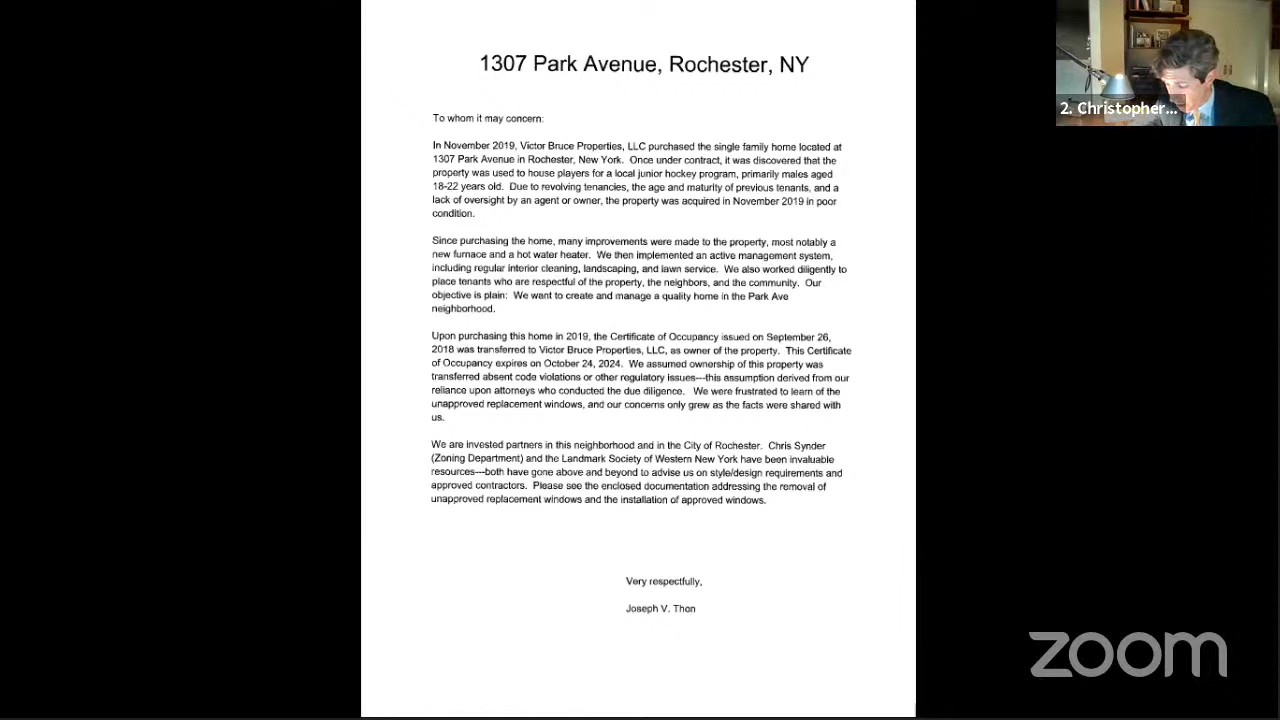 1307 Park Avenue, Rochester, NY
2. Christopher...
To whom it may concern:
In November 2019, Victor Bruce Properties, LLC purchased the single family home located at
1307 Park Avenue in Rochester, New York. Once under contract, it was discovered that the
property was used to house players for a local junior hockey program, primarily males aged
18-22 years old. Due to revolving tenancies, the age and maturity of previous tenants, and a
lack of oversight by an agent or owner, the property was acquired in November 2019 in poor
condition.
Since purchasing the home, many improvements were made to the property, most notably a
new furnace and a hot water heater. We then implemented an active management system,
including regular interior cleaning, landscaping, and lawn service. We also worked diligently to
place tenants who are respectful of the property, the neighbors, and the community. Our
objective is plain: We want to create and manage a quality home in the Park Ave
neighborhood.
Upon purchasing this home in 2019, the Certificate of Occupancy issued on September 26,
2018 was transferred to Victor Bruce Properties, LLC, as owner of the property. This Certificate
of Occupancy expires on October 24, 2024. We assumed ownership of this property was
transferred absent code violations or other regulatory issues---this assumption derived from our
reliance upon attorneys who conducted the due diligence. We were frustrated to learn of the
unapproved replacement windows, and our concerns only grew as the facts were shared with
us.
We are invested partners in this neighborhood and in the City of Rochester. Chris Synder
(Zoning Department) and the Landmark Society of Western New York have been invaluable
resources---both have gone above and beyond to advise us on style/design requirements and
approved contractors. Please see the enclosed documentation addressing the removal of
unapproved replacement windows and the installation of approved windows.
Very respectfully,
Joseph V. Thon
zoom